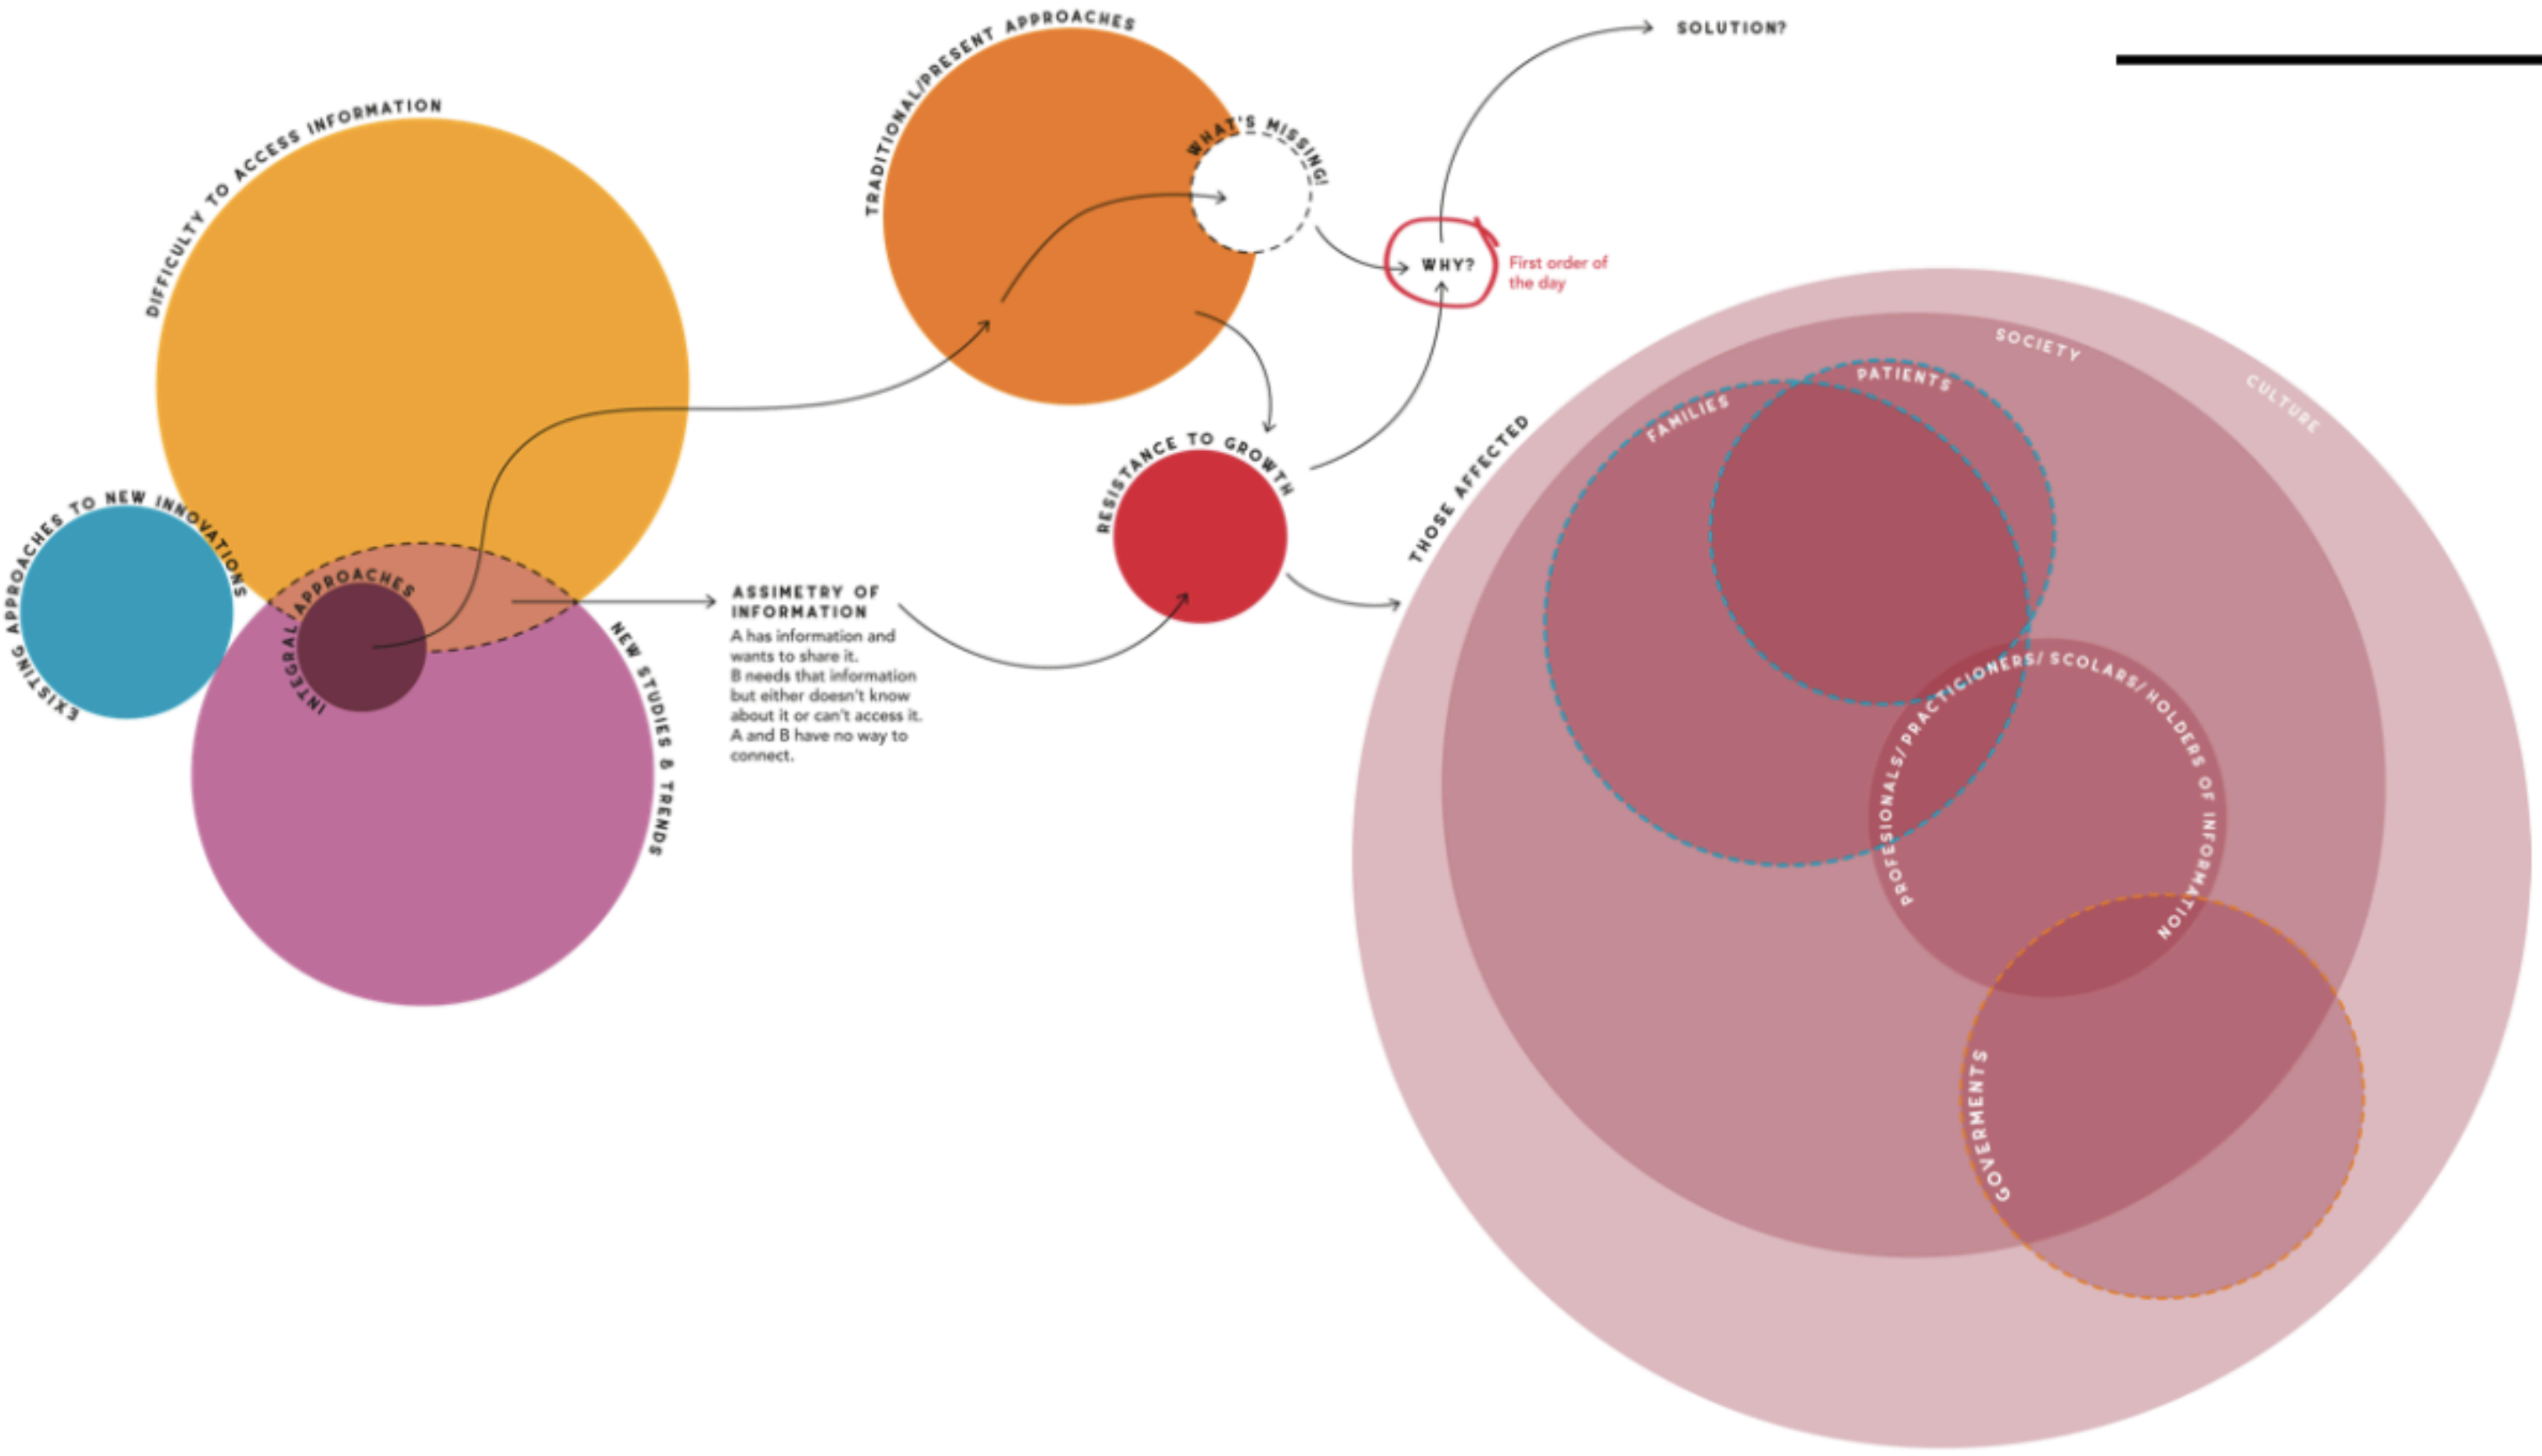 TRADITIONAL/PRESENT APPROACHES
SOLUTION?
DIFFICULTY TO ACCESS INFORMATION
WHAT'S MISSING!
WHY?
First order of
the day
SOCIETY
PATIENTS
CULTURE
FAMILIES
THOSE AFFECTED
RESISTANCE TO GROWTH
EXISTING APPROACHES TO NEW INNOVATIONS
INTEGRAL APPROACHES
ASSIMETRY OF
INFORMATION
A has information and
wants to share it.
B needs that information
but either doesn't know
about it or can't access it.
A and B have no way to
connect.
NEW STUDIES & TRENDS
PROFESIONALS/PRACTICIONERS/SCOLARS/HOLDERS OF INFORMATION
GOVERMENTS